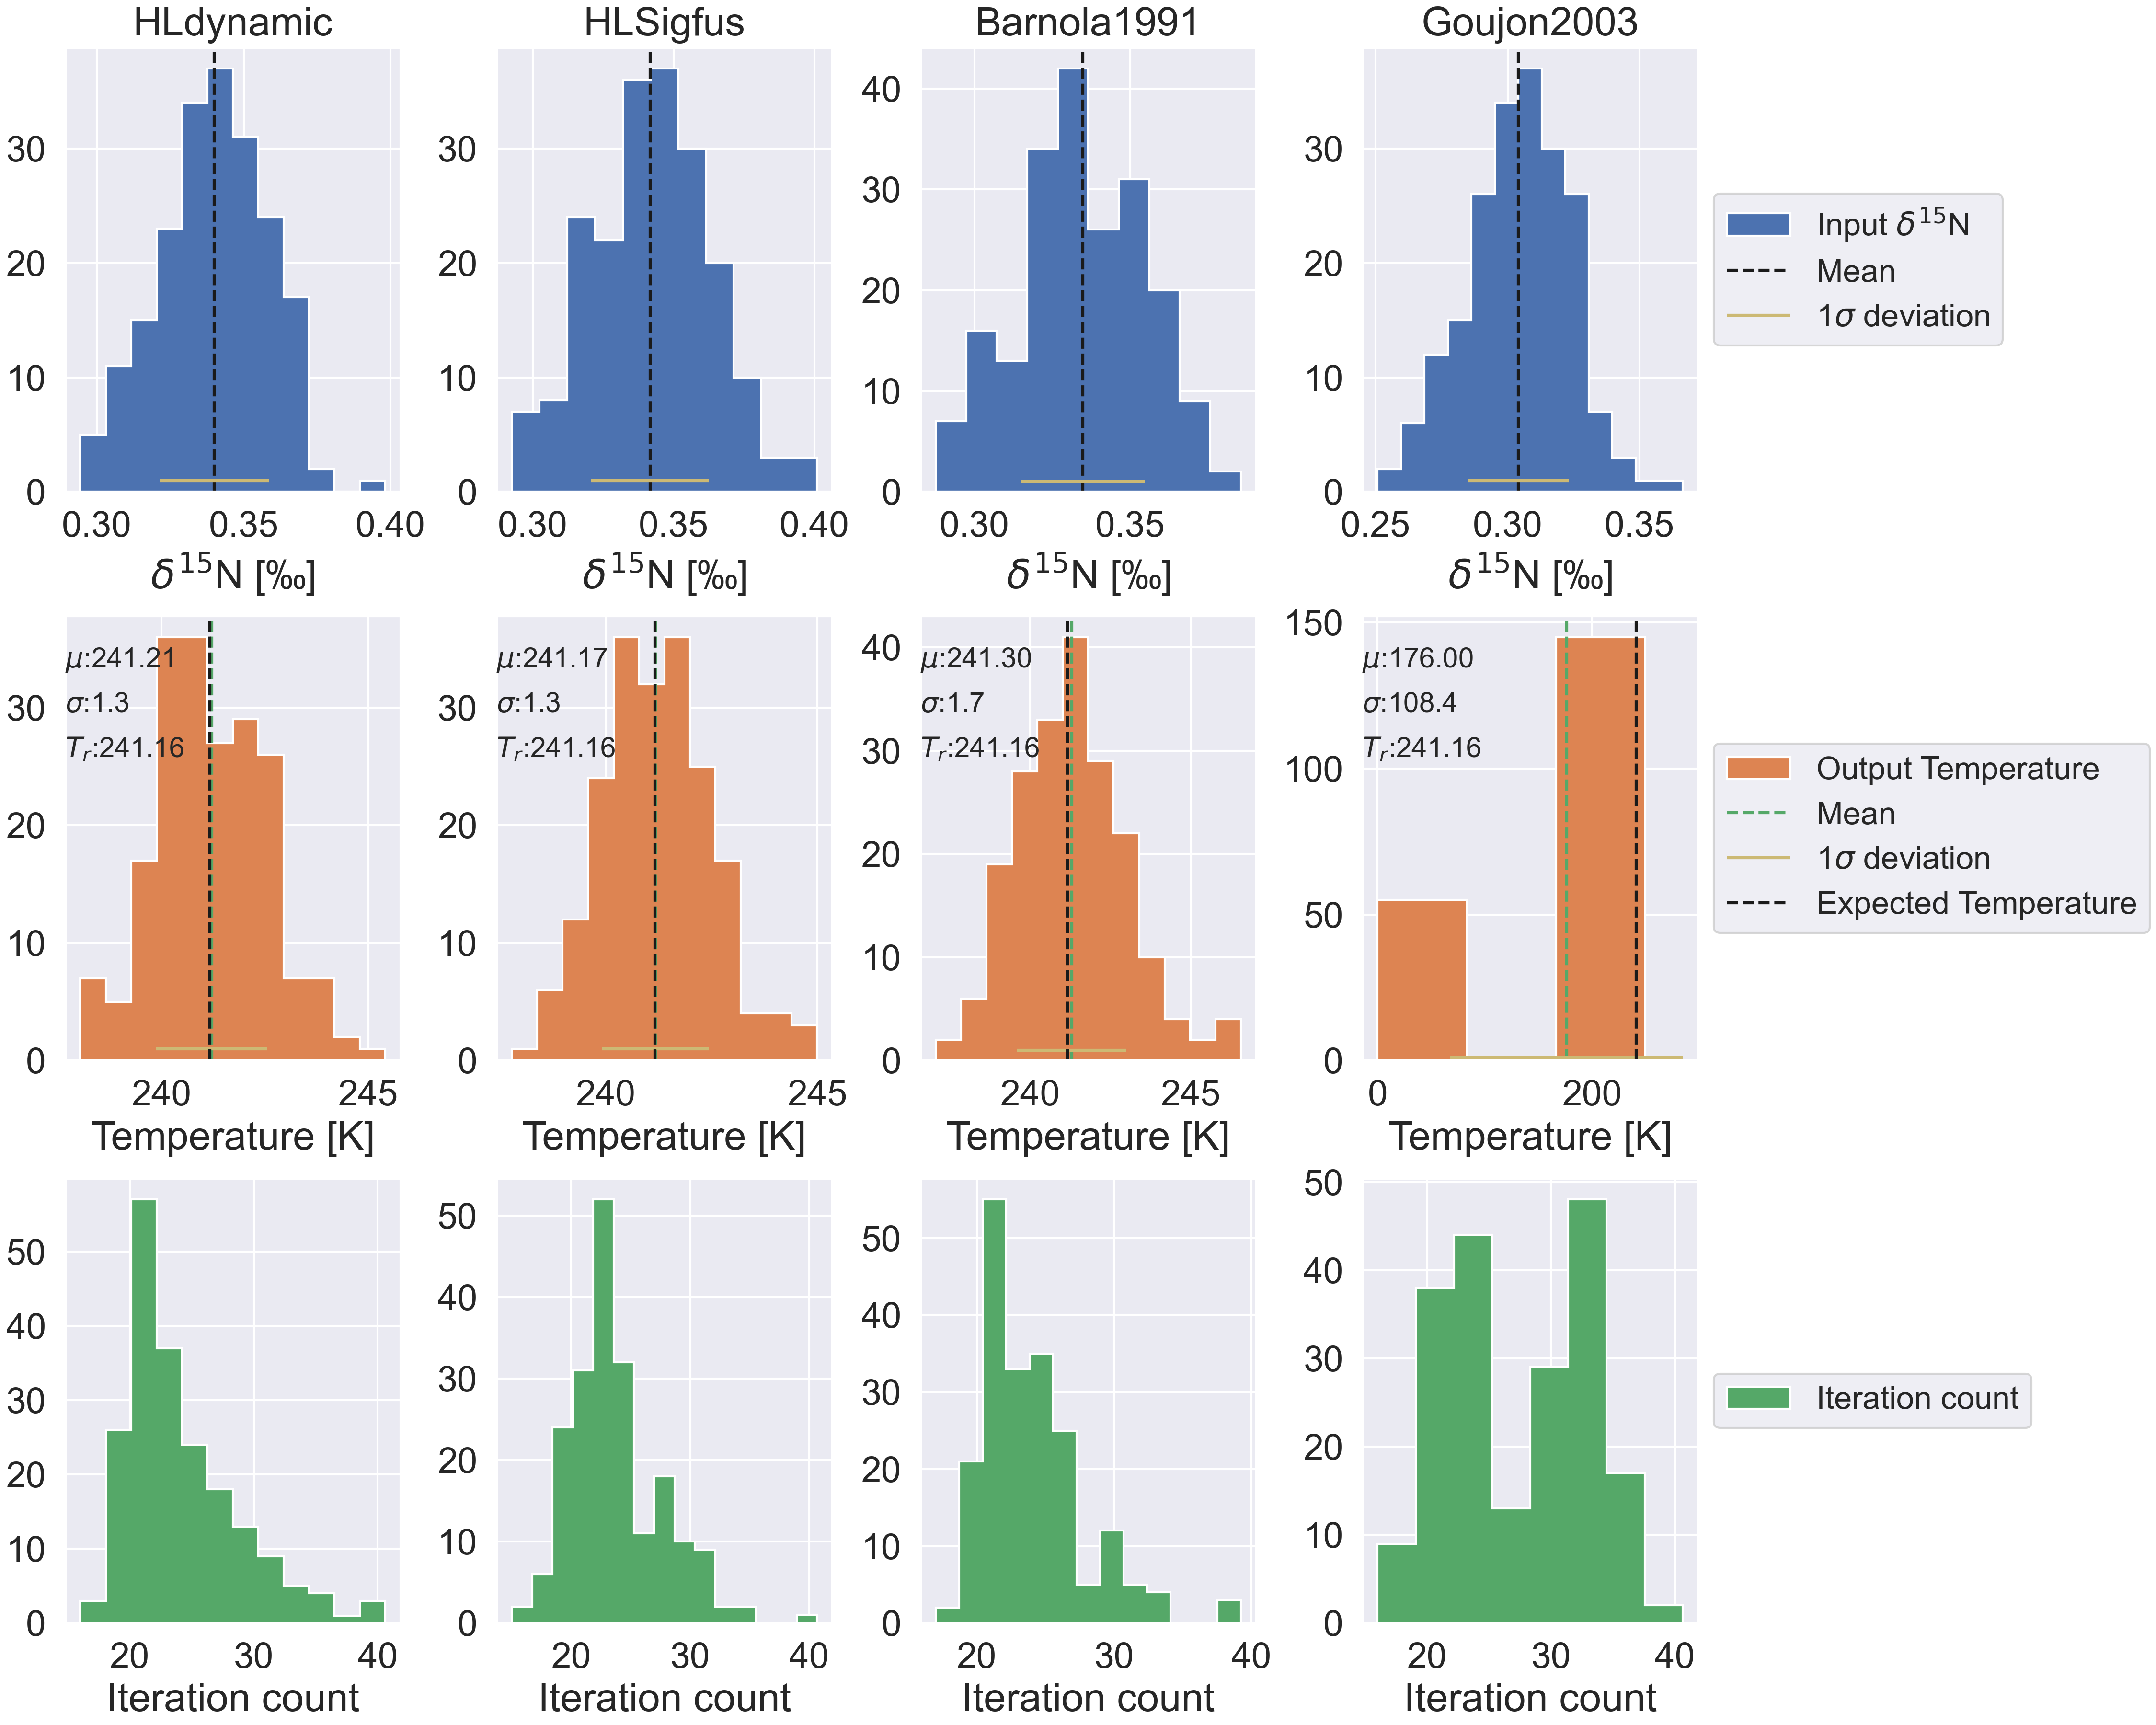 HLdynamic HLSigfus Barnola1991 Goujon2003
0 10 20 30
0.30 0.35 0.40
δ¹⁵N [‰]
0 10 20 30
0.30 0.35 0.40
δ¹⁵N [‰]
0 10 20 30 40
0.30 0.35
δ¹⁵N [‰]
0 10 20 30
0.25 0.30 0.35
δ¹⁵N [‰]
Input δ¹⁵N
Mean
1σ deviation
0 10 20 30
μ:241.21
σ:1.3
Tᵣ:241.16
240 245
Temperature [K]
0 10 20 30
μ:241.17
σ:1.3
Tᵣ:241.16
240 245
Temperature [K]
0 10 20 30 40
μ:241.30
σ:1.7
Tᵣ:241.16
240 245
Temperature [K]
0 50 100 150
μ:176.00
σ:108.4
Tᵣ:241.16
0 200
Temperature [K]
Output Temperature
Mean
1σ deviation
Expected Temperature
0 10 20 30 40 50
20 30 40
Iteration count
0 10 20 30 40 50
20 30 40
Iteration count
0 10 20 30 40 50
20 30 40
Iteration count
0 10 20 30 40 50
20 30 40
Iteration count
Iteration count